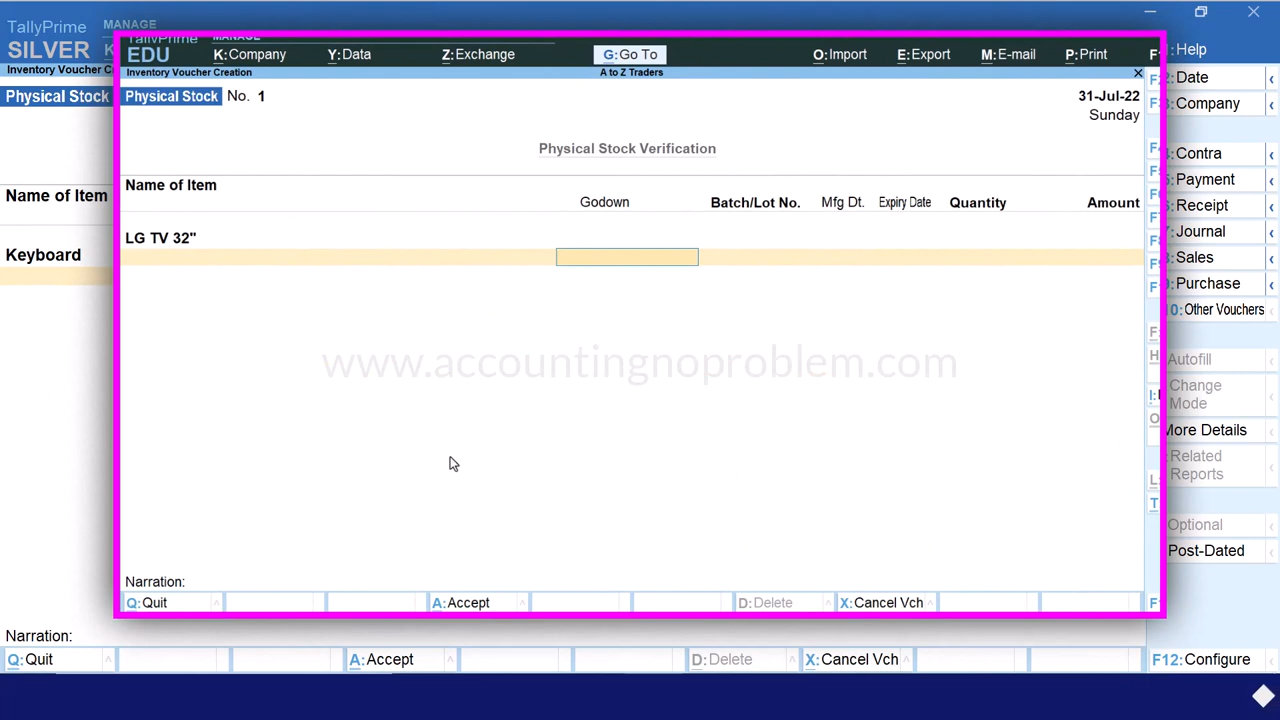 TallyPrime
MANAGE
SILVER
EDU
K:Company
Y:Data
Z:Exchange
G:Go To
O:Import
E:Export
M:E-mail
P:Print
Help
Inventory Voucher Creation
A to Z Traders
Physical Stock No. 1
31-Jul-22
Sunday
Physical Stock Verification
Name of Item
Godown
Batch/Lot No.
Mfg Dt.
Expiry Date
Quantity
Amount
LG TV 32"
www.accountingnoproblem.com
Narration:
Q:Quit
A:Accept
D:Delete
X:Cancel Vch
Inventory Voucher
Physical Stock
Name of Item
Keyboard
Narration:
Q:Quit
A:Accept
D:Delete
X:Cancel Vch
F12:Configure
Date
Company
Contra
Payment
Receipt
Journal
Sales
Purchase
Other Vouchers
Autofill
Change
Mode
More Details
Related
Reports
Optional
Post-Dated